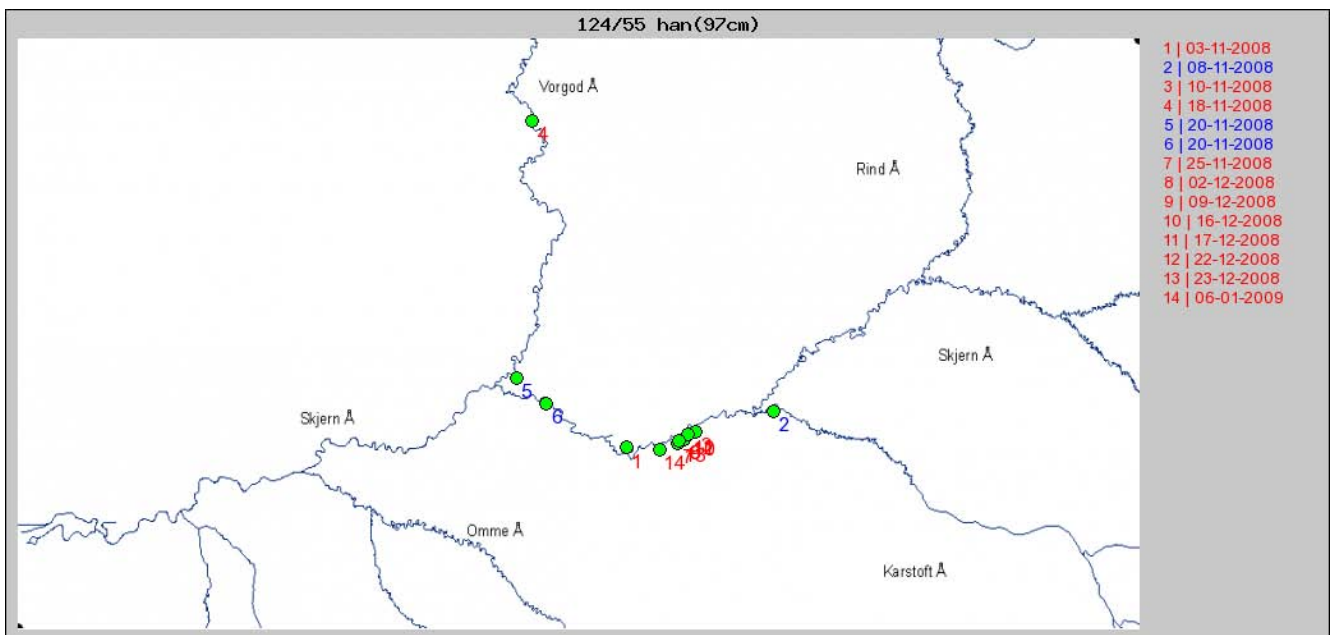 124/55 han(97cm)
1 | 03-11-2008
2 | 08-11-2008
3 | 10-11-2008
4 | 18-11-2008
5 | 20-11-2008
6 | 20-11-2008
7 | 25-11-2008
8 | 02-12-2008
9 | 09-12-2008
10 | 16-12-2008
11 | 17-12-2008
12 | 22-12-2008
13 | 23-12-2008
14 | 06-01-2009
Vorgod Å
4
Rind Å
Skjern Å
5
6
Skjern Å
2
1
14
Omme Å
Karstoft Å